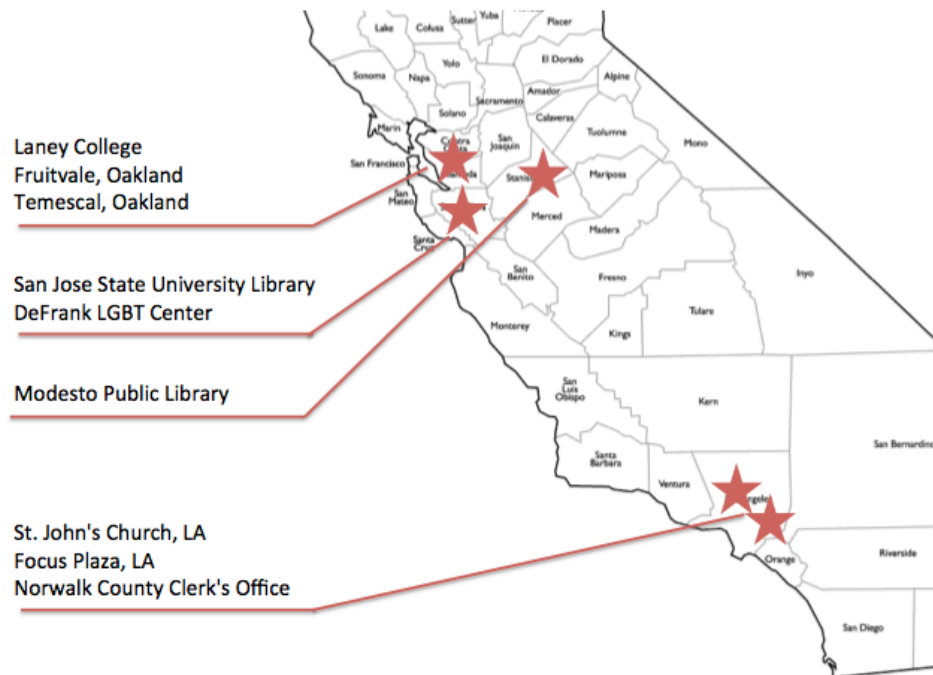 Laney College
Fruitvale, Oakland
Temescal, Oakland
San Jose State University Library
DeFrank LGBT Center
Modesto Public Library
St. John's Church, LA
Focus Plaza, LA
Norwalk County Clerk's Office
Lake
Colusa
Sutter
Yuba
Placer
El Dorado
Sonoma
Napa
Yolo
Alpine
Sacramento
Amador
Solano
Calaveras
Marin
San Joaquin
Tuolumne
Mono
Contra
San Francisco
Mariposa
San Mateo
Merced
Madera
Santa Cruz
San Benito
Fresno
Inyo
Tulare
Monterey
Kings
San Luis Obispo
Kern
San Bernardino
Santa Barbara
Ventura
Orange
Riverside
San Diego